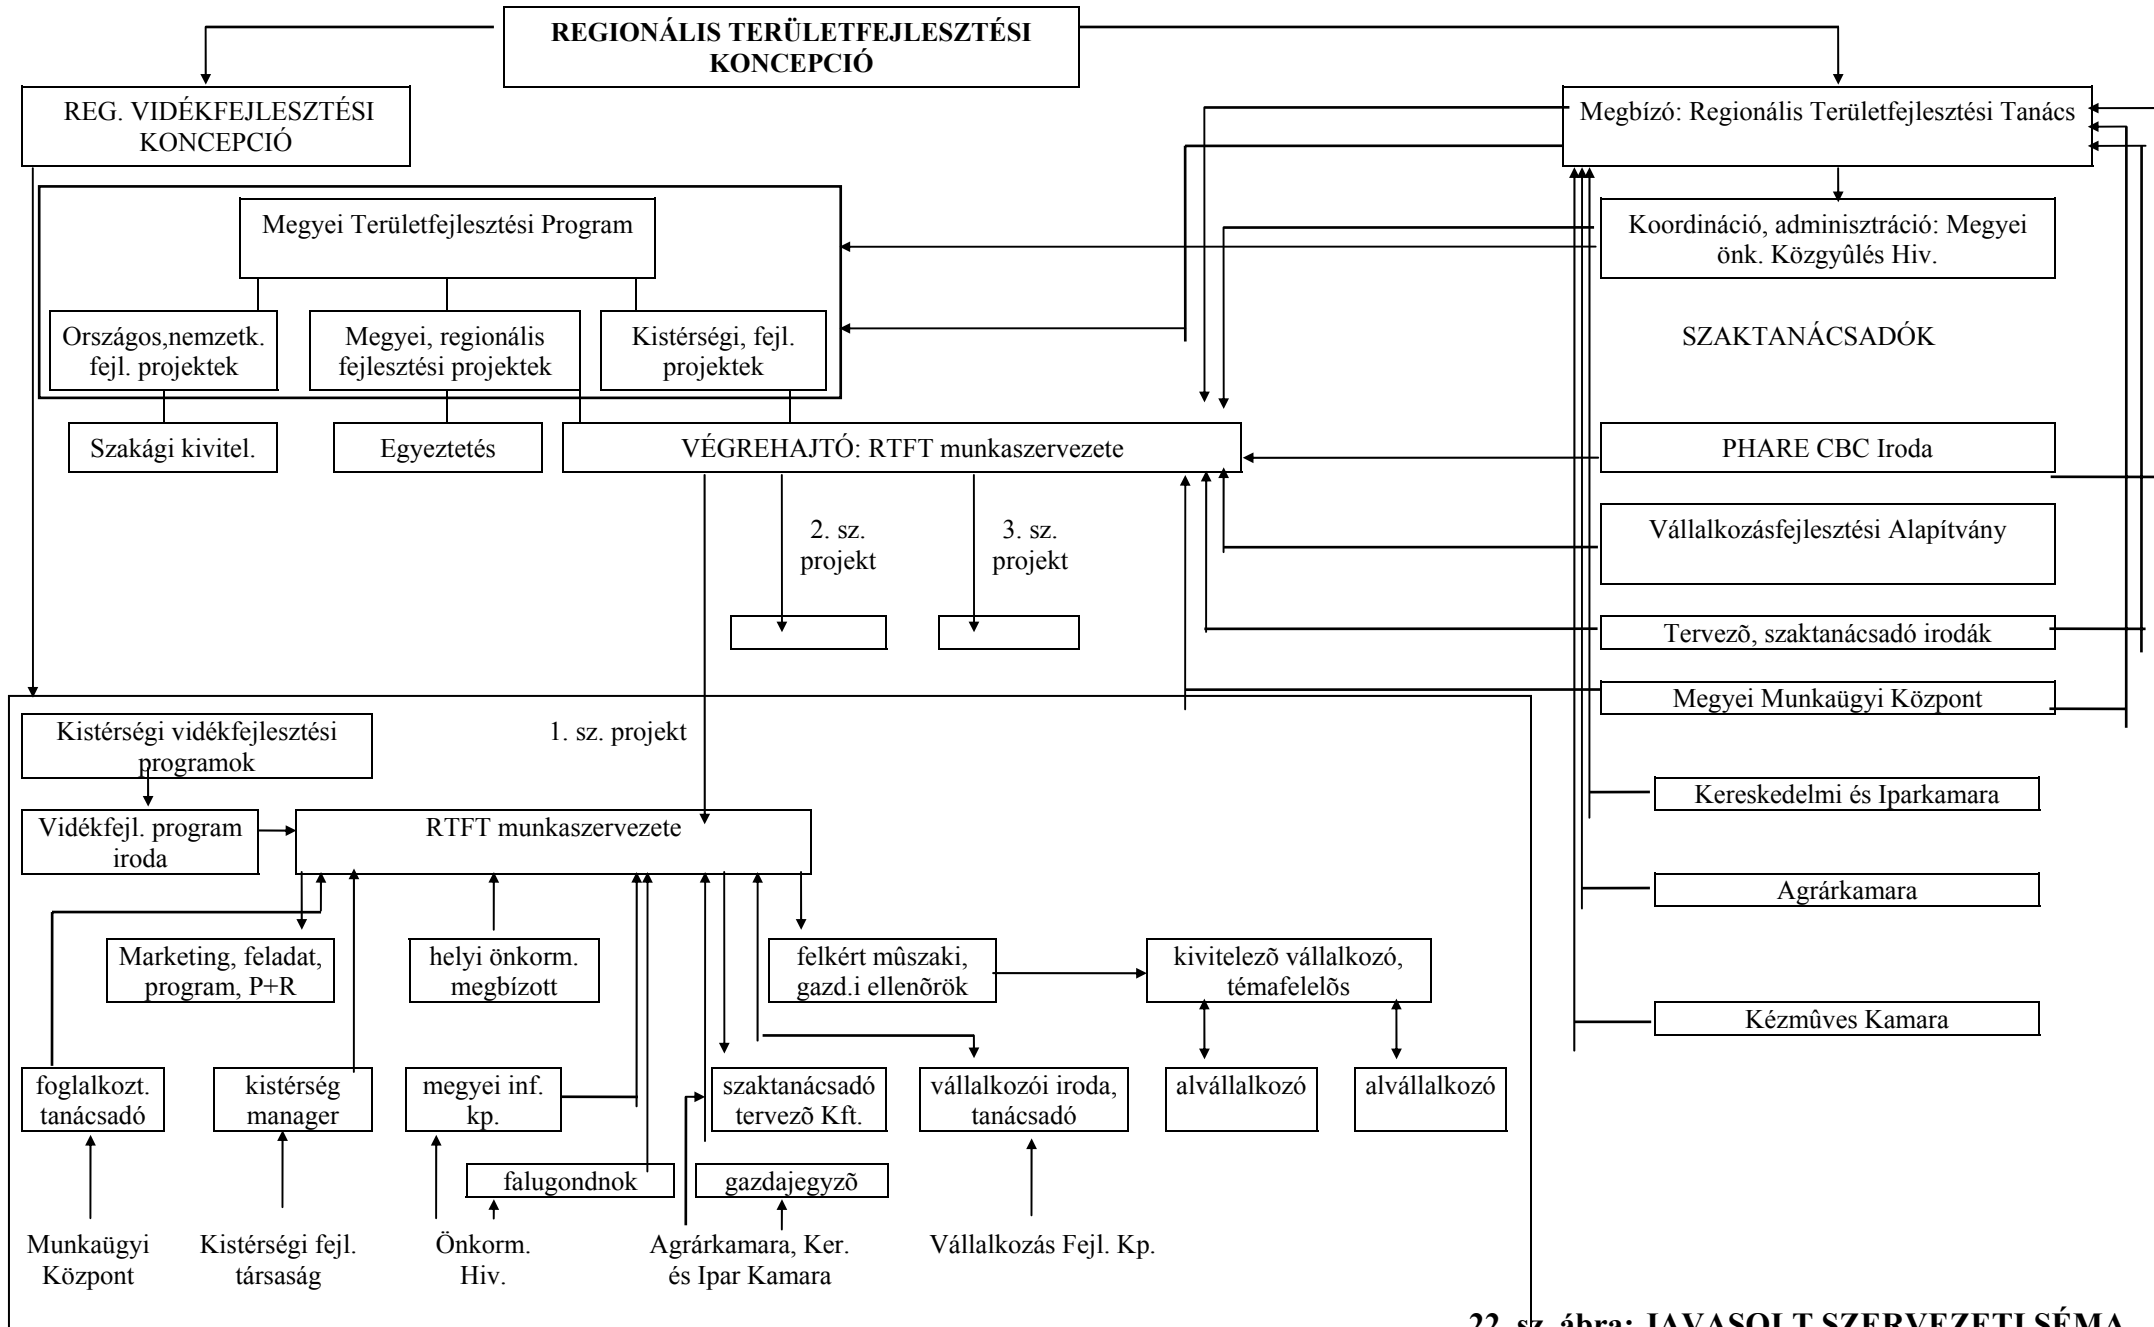 REGIONÁLIS TERÜLETFEJLESZTÉSI
KONCEPCIÓ
REG. VIDÉKFEJLESZTÉSI
KONCEPCIÓ
Megbízó: Regionális Területfejlesztési Tanács
Megyei Területfejlesztési Program
Koordináció, adminisztráció: Megyei
önk. Közgyûlés Hiv.
Országos,nemzetk.
fejl. projektek
Megyei, regionális
fejlesztési projektek
Kistérségi, fejl.
projektek
SZAKTANÁCSADÓK
Szakági kivitel.
Egyeztetés
VÉGREHAJTÓ: RTFT munkaszervezete
PHARE CBC Iroda
2. sz.
projekt
3. sz.
projekt
Vállalkozásfejlesztési Alapítvány
Tervezõ, szaktanácsadó irodák
Megyei Munkaügyi Központ
Kistérségi vidékfejlesztési
programok
1. sz. projekt
Kereskedelmi és Iparkamara
Vidékfejl. program
iroda
RTFT munkaszervezete
Agrárkamara
Marketing, feladat,
program, P+R
helyi önkorm.
megbízott
felkért mûszaki,
gazd.i ellenõrök
kivitelezõ vállalkozó,
témafelelõs
Kézmûves Kamara
foglalkozt.
tanácsadó
kistérség
manager
megyei inf.
kp.
szaktanácsadó
tervezõ Kft.
vállalkozói iroda,
tanácsadó
alvállalkozó
alvállalkozó
falugondnok
gazdajegyzõ
Munkaügyi
Központ
Kistérségi fejl.
társaság
Önkorm.
Hiv.
Agrárkamara, Ker.
és Ipar Kamara
Vállalkozás Fejl. Kp.
22. sz. ábra: JAVASOLT SZERVEZETI SÉMA